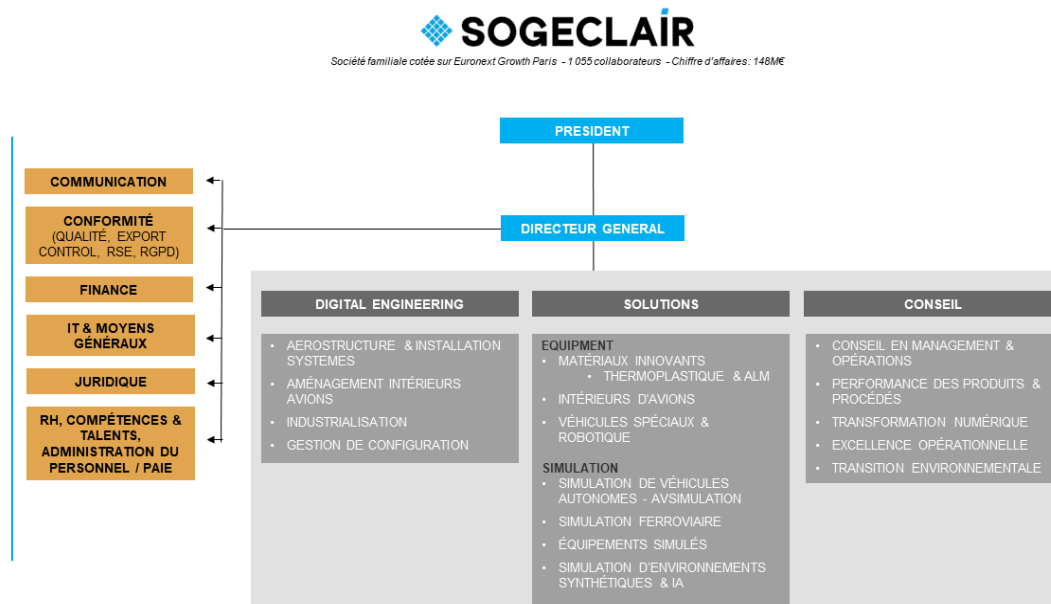 SOGECLAIR
Société familiale cotée sur Euronext Growth Paris - 1 055 collaborateurs - Chiffre d'affaires : 148M€
PRESIDENT
DIRECTEUR GENERAL
COMMUNICATION
CONFORMITÉ
(QUALITÉ, EXPORT
CONTROL, RSE, RGPD)
FINANCE
IT & MOYENS
GÉNÉRAUX
JURIDIQUE
RH, COMPÉTENCES &
TALENTS,
ADMINISTRATION DU
PERSONNEL / PAIE
DIGITAL ENGINEERING
• AEROSTRUCTURE & INSTALLATION
SYSTEMES
• AMÉNAGEMENT INTÉRIEURS
AVIONS
• INDUSTRIALISATION
• GESTION DE CONFIGURATION
SOLUTIONS
EQUIPMENT
• MATÉRIAUX INNOVANTS
• THERMOPLASTIQUE & ALM
• INTÉRIEURS D'AVIONS
• VÉHICULES SPÉCIAUX &
ROBOTIQUE
SIMULATION
• SIMULATION DE VÉHICULES
AUTONOMES - AVSIMULATION
• SIMULATION FERROVIAIRE
• ÉQUIPEMENTS SIMULÉS
• SIMULATION D'ENVIRONMENTS
SYNTHÉTIQUES & IA
CONSEIL
• CONSEIL EN MANAGEMENT &
OPÉRATIONS
• PERFORMANCE DES PRODUITS &
PROCÉDÉS
• TRANSFORMATION NUMÉRIQUE
• EXCELLENCE OPÉRATIONNELLE
• TRANSITION ENVIRONMENTALE